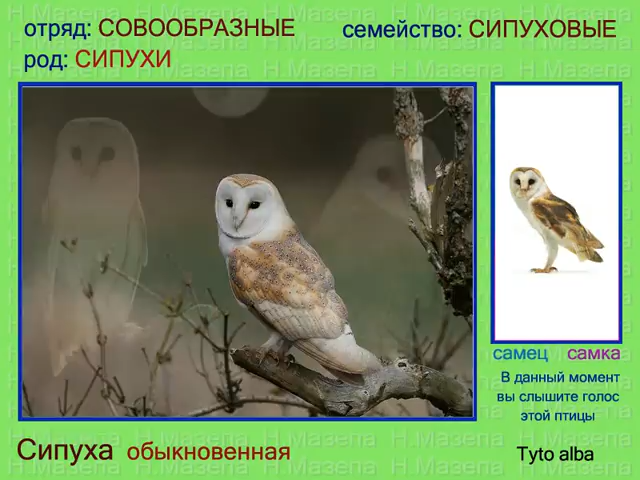 отряд: СОВООБРАЗНЫЕ семейство: СИПУХОВЫЕ
род: СИПУХИ
самец самка
В данный момент
вы слышите голос
этой птицы
Сипуха обыкновенная Tyto alba
Н.Мазепа